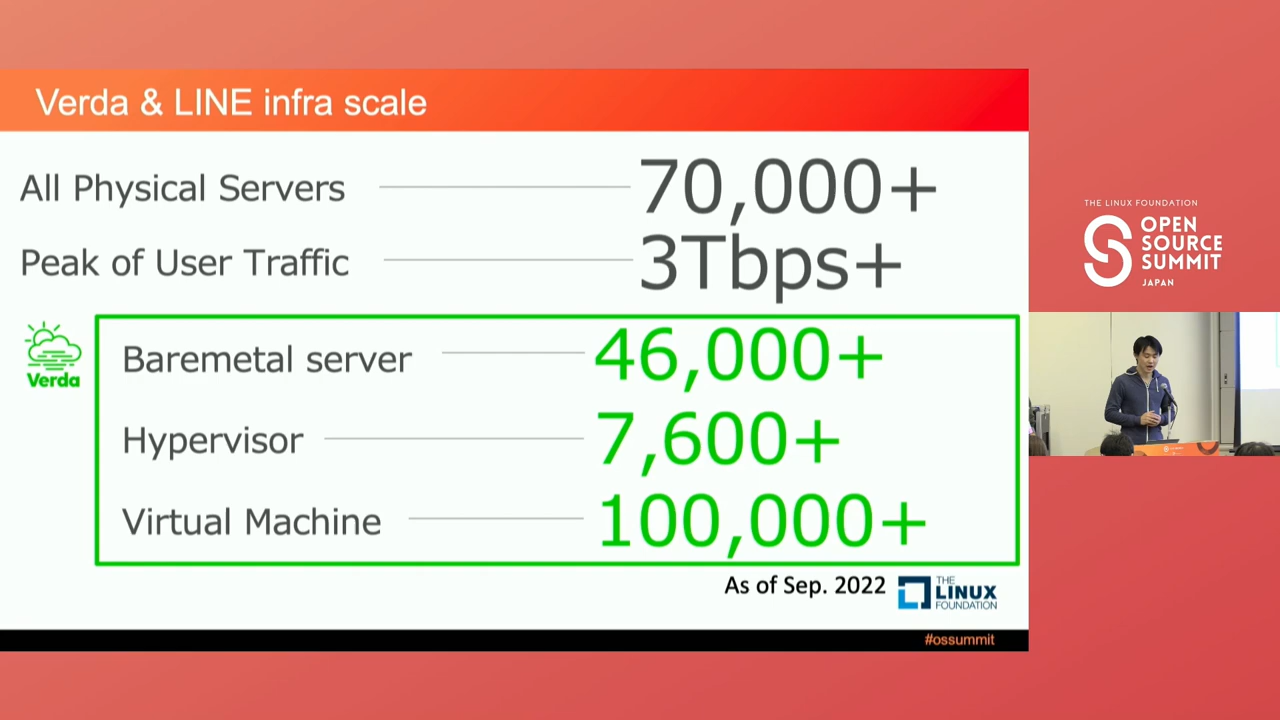 Verda & LINE infra scale
All Physical Servers 70,000+
Peak of User Traffic 3Tbps+
Verda
Baremetal server 46,000+
Hypervisor 7,600+
Virtual Machine 100,000+
As of Sep. 2022
THE
LINUX
FOUNDATION
#ossummit
THE LINUX FOUNDATION
OPEN
SOURCE
SUMMIT
JAPAN